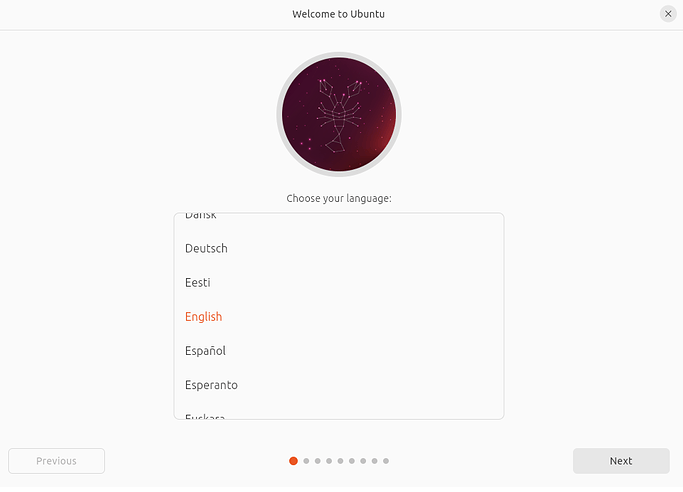 Welcome to Ubuntu
Choose your language:
Dansk
Deutsch
Eesti
English
Español
Esperanto
Euskara
Previous
Next